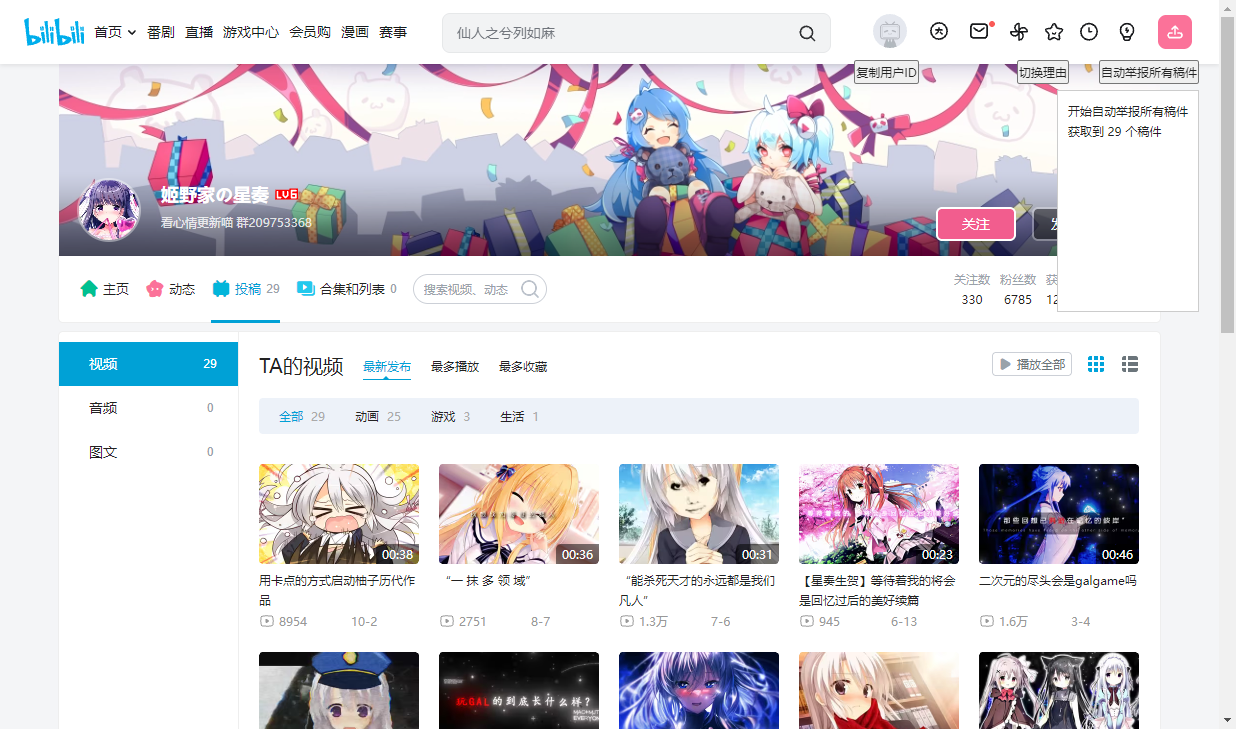 bilibili
首页
番剧
直播
游戏中心
会员购
漫画
赛事
仙人之兮列如麻
复制用户ID
切换理由
自动举报所有稿件
开始自动举报所有稿件
获取到 29 个稿件
姬野家の星奏 LV6
看心情更新喵 群209753368
关注
发
主页
动态
投稿 29
合集和列表 0
搜索视频、动态
关注数
粉丝数
获
330
6785
12
视频 29
音频 0
图文 0
TA的视频
最新发布
最多播放
最多收藏
播放全部
全部 29
动画 25
游戏 3
生活 1
00:38
00:36
00:31
00:23
"那些回想已 在记忆的彼岸"
00:46
用卡点的方式启动柚子历代作品
“一 抹 多 领 域”
“能杀死天才的永远都是我们凡人”
【星奏生贺】等待着我的将会是回忆过后的美好续篇
二次元的尽头会是galgame吗
8954 10-2
2751 8-7
1.3万 7-6
945 6-13
1.6万 3-4
玩GAL的到底长什么样?